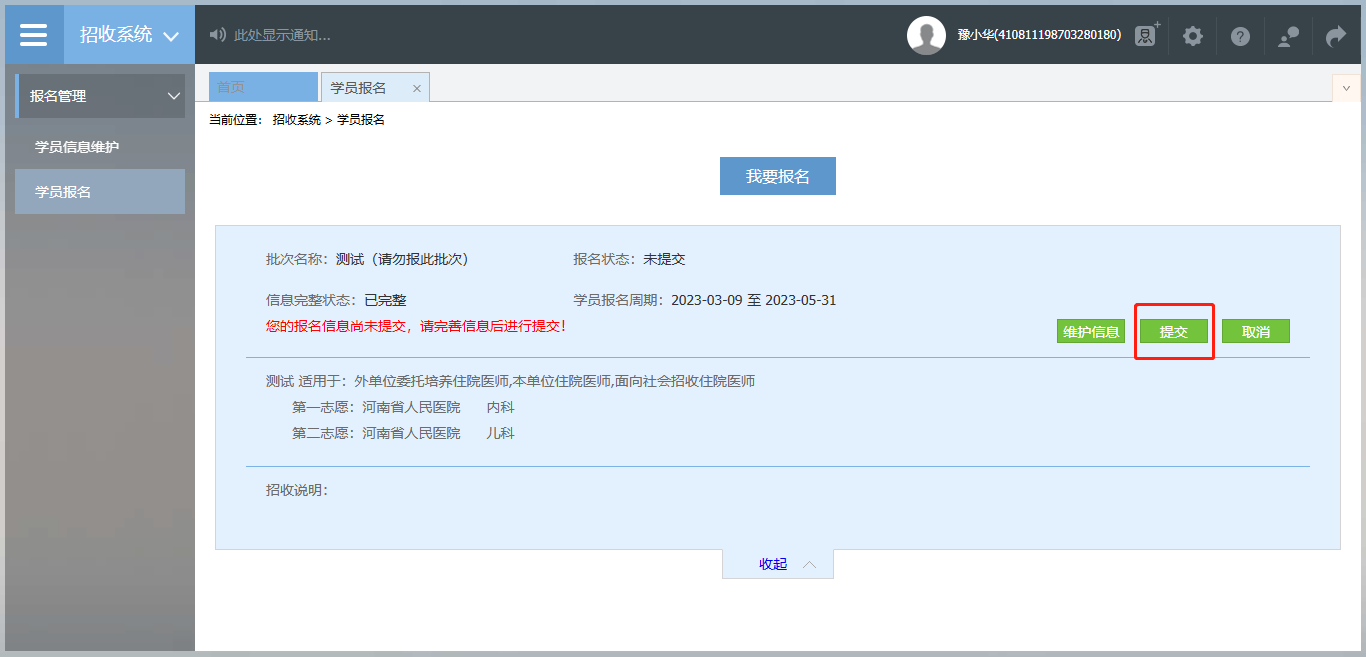 招收系统
此处显示通知...
豫小华(410811198703280180)
报名管理
学员信息维护
学员报名
首页
学员报名
当前位置： 招收系统 > 学员报名
我要报名
批次名称：测试（请勿报此批次）
报名状态：未提交
信息完整状态：已完整
学员报名周期：2023-03-09 至 2023-05-31
您的报名信息尚未提交，请完善信息后进行提交！
维护信息
提交
取消
测试 适用于：外单位委托培养住院医师,本单位住院医师,面向社会招收住院医师
第一志愿：河南省人民医院 内科
第二志愿：河南省人民医院 儿科
招收说明：
收起